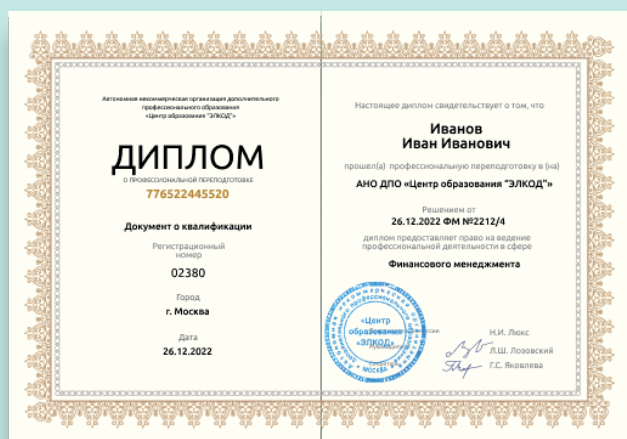 Автономная некоммерческая организация дополнительного
профессионального образования
«Центр образования "ЭЛКОД"»
ДИПЛОМ
О ПРОФЕССИОНАЛЬНОЙ ПЕРЕПОДГОТОВКЕ
776522445520
Документ о квалификации
Регистрационный
номер
02380
Город
г. Москва
Дата
26.12.2022
Настоящее диплом свидетельствует о том, что
Иванов
Иван Иванович
прошел(а) профессиональную переподготовку в (на)
АНО ДПО «Центр образования "ЭЛКОД"»
Решением от
26.12.2022 ФМ №2212/4
диплом предоставляет право на ведение
профессиональной деятельности в сфере
Финансового менеджмента
«Центр
образования
«ЭЛКОД»
МОСКВА
Н.И. Люкс
Л.Ш. Лозовский
Г.С. Яковлева